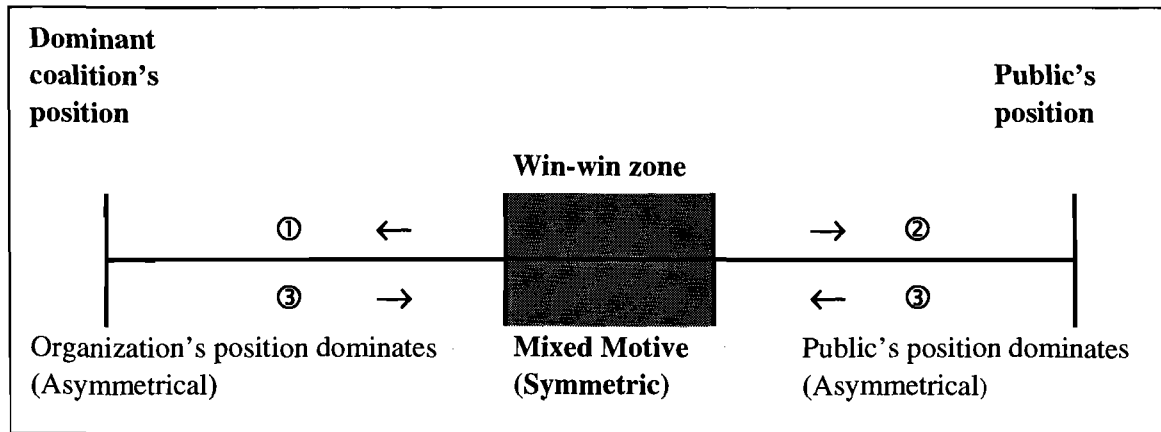 Dominant
coalition's
position
Public's
position
Win-win zone
① ← → ②
③ → ← ③
Organization's position dominates
(Asymmetrical)
Mixed Motive
(Symmetric)
Public's position dominates
(Asymmetrical)